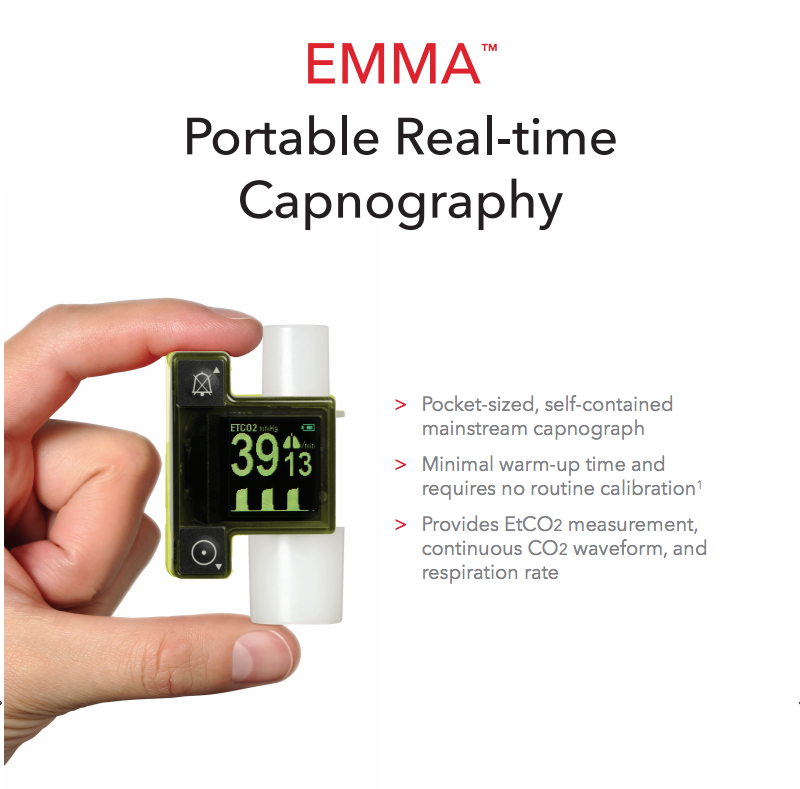 EMMA™
Portable Real-time
Capnography
> Pocket-sized, self-contained
mainstream capnograph
> Minimal warm-up time and
requires no routine calibration¹
> Provides EtCO2 measurement,
continuous CO2 waveform, and
respiration rate
ETCO2 mmHg
39 13 /min